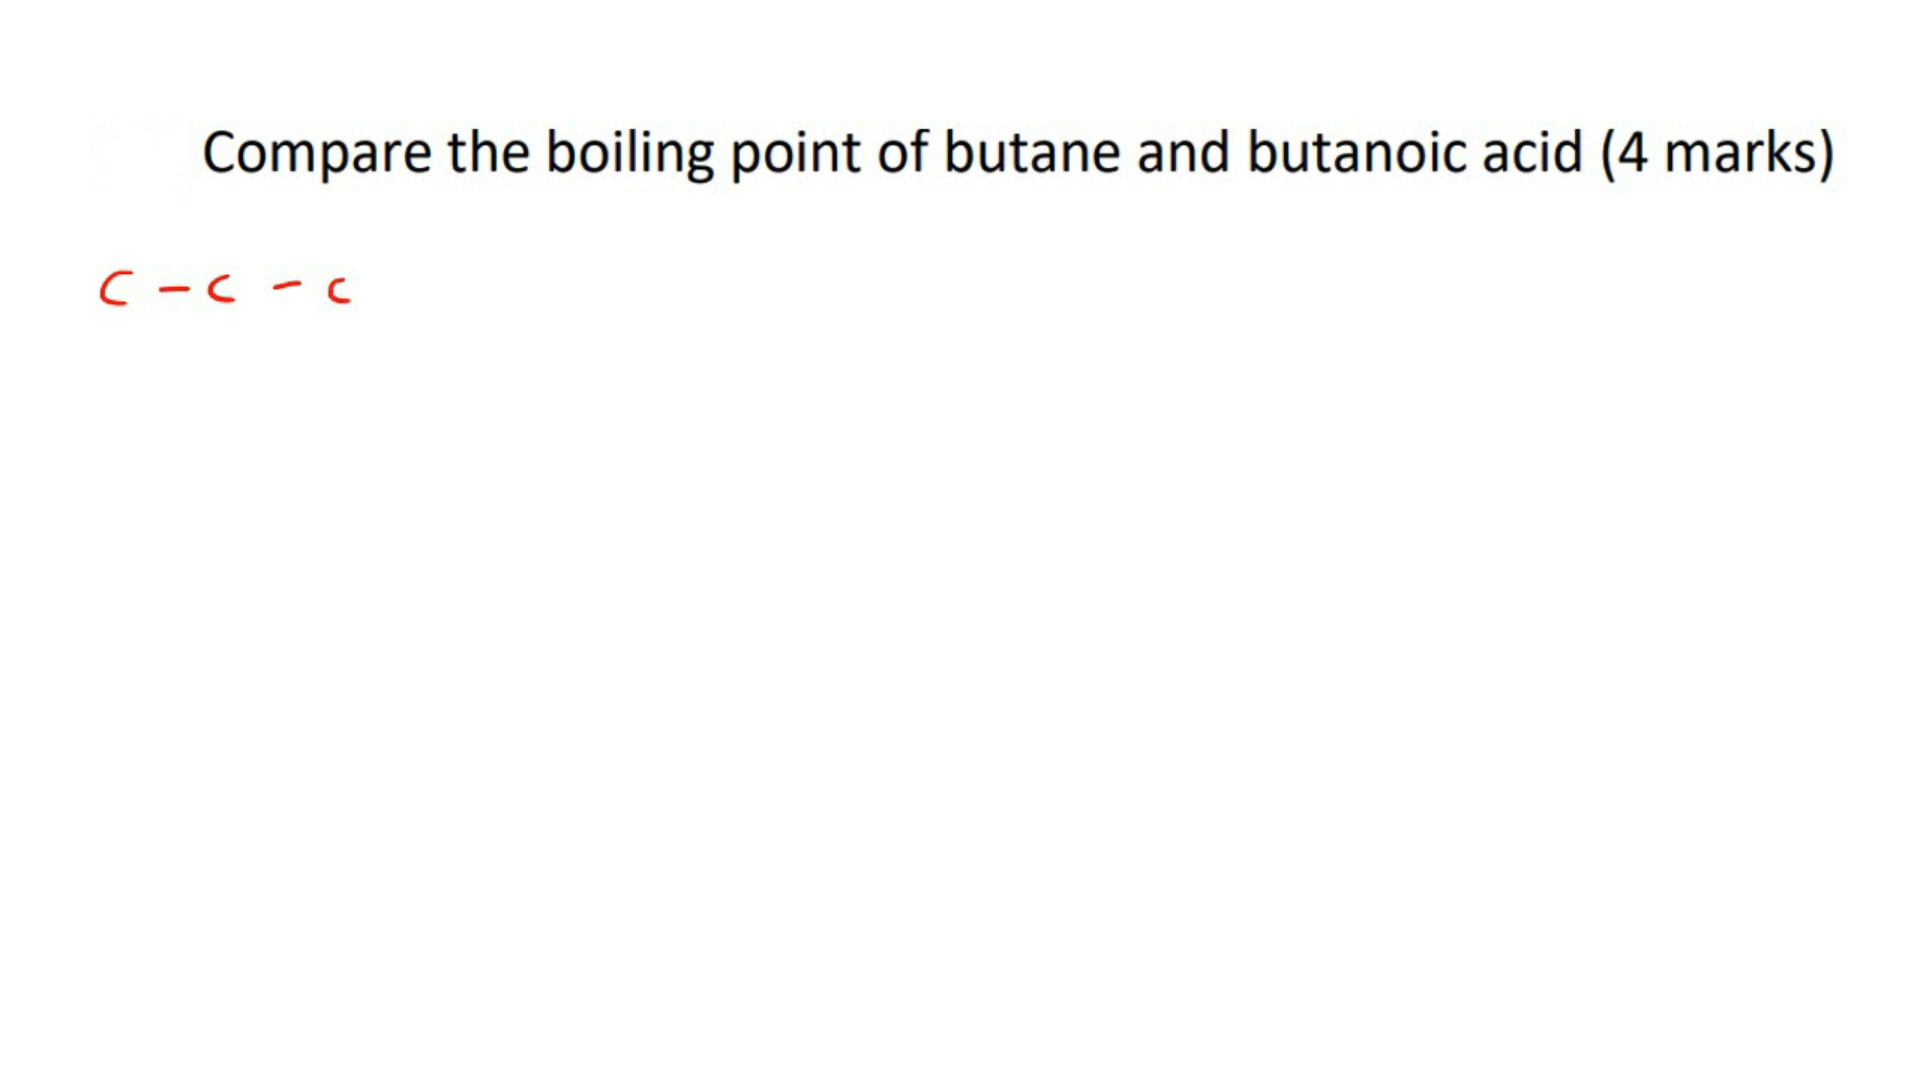 Compare the boiling point of butane and butanoic acid (4 marks)
c - c - c